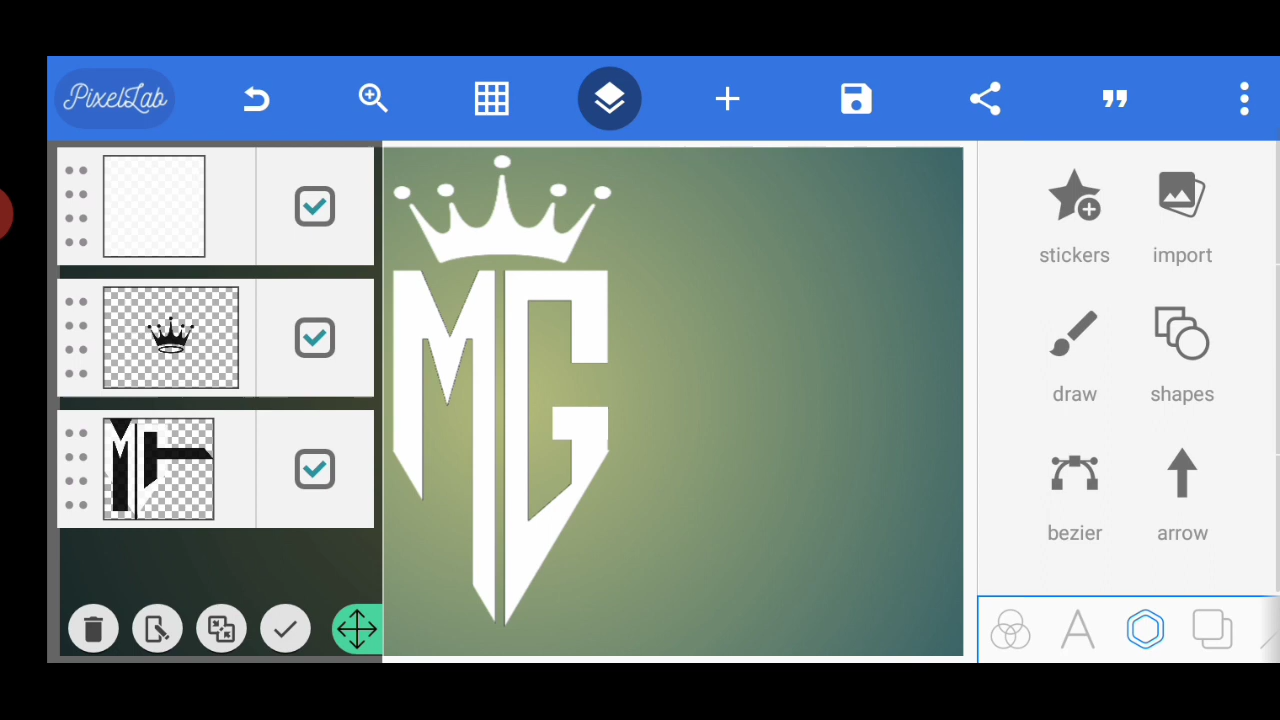 PixelLab
stickers
import
MG
draw
shapes
bezier
arrow
A